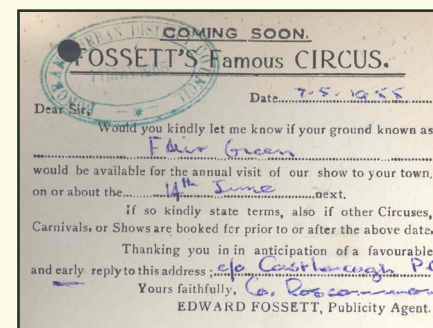 COMING SOON.
FOSSETT'S Famous CIRCUS.
URBAN DISTRICT COUNCIL
Date 7-5-1955
Dear Sir,
Would you kindly let me know if your ground known as
Fair Green
would be available for the annual visit of our show to your town.
on or about the 14th June next.
if so kindly state terms, also if other Circuses,
Carnivals, or Shows are booked for prior to or after the above date.
Thanking you in in anticipation of a favourable
and early reply to this address ; c/o Castlerea P.O
Yours faithfully, Co. Roscommon
EDWARD FOSSETT, Publicity Agent.